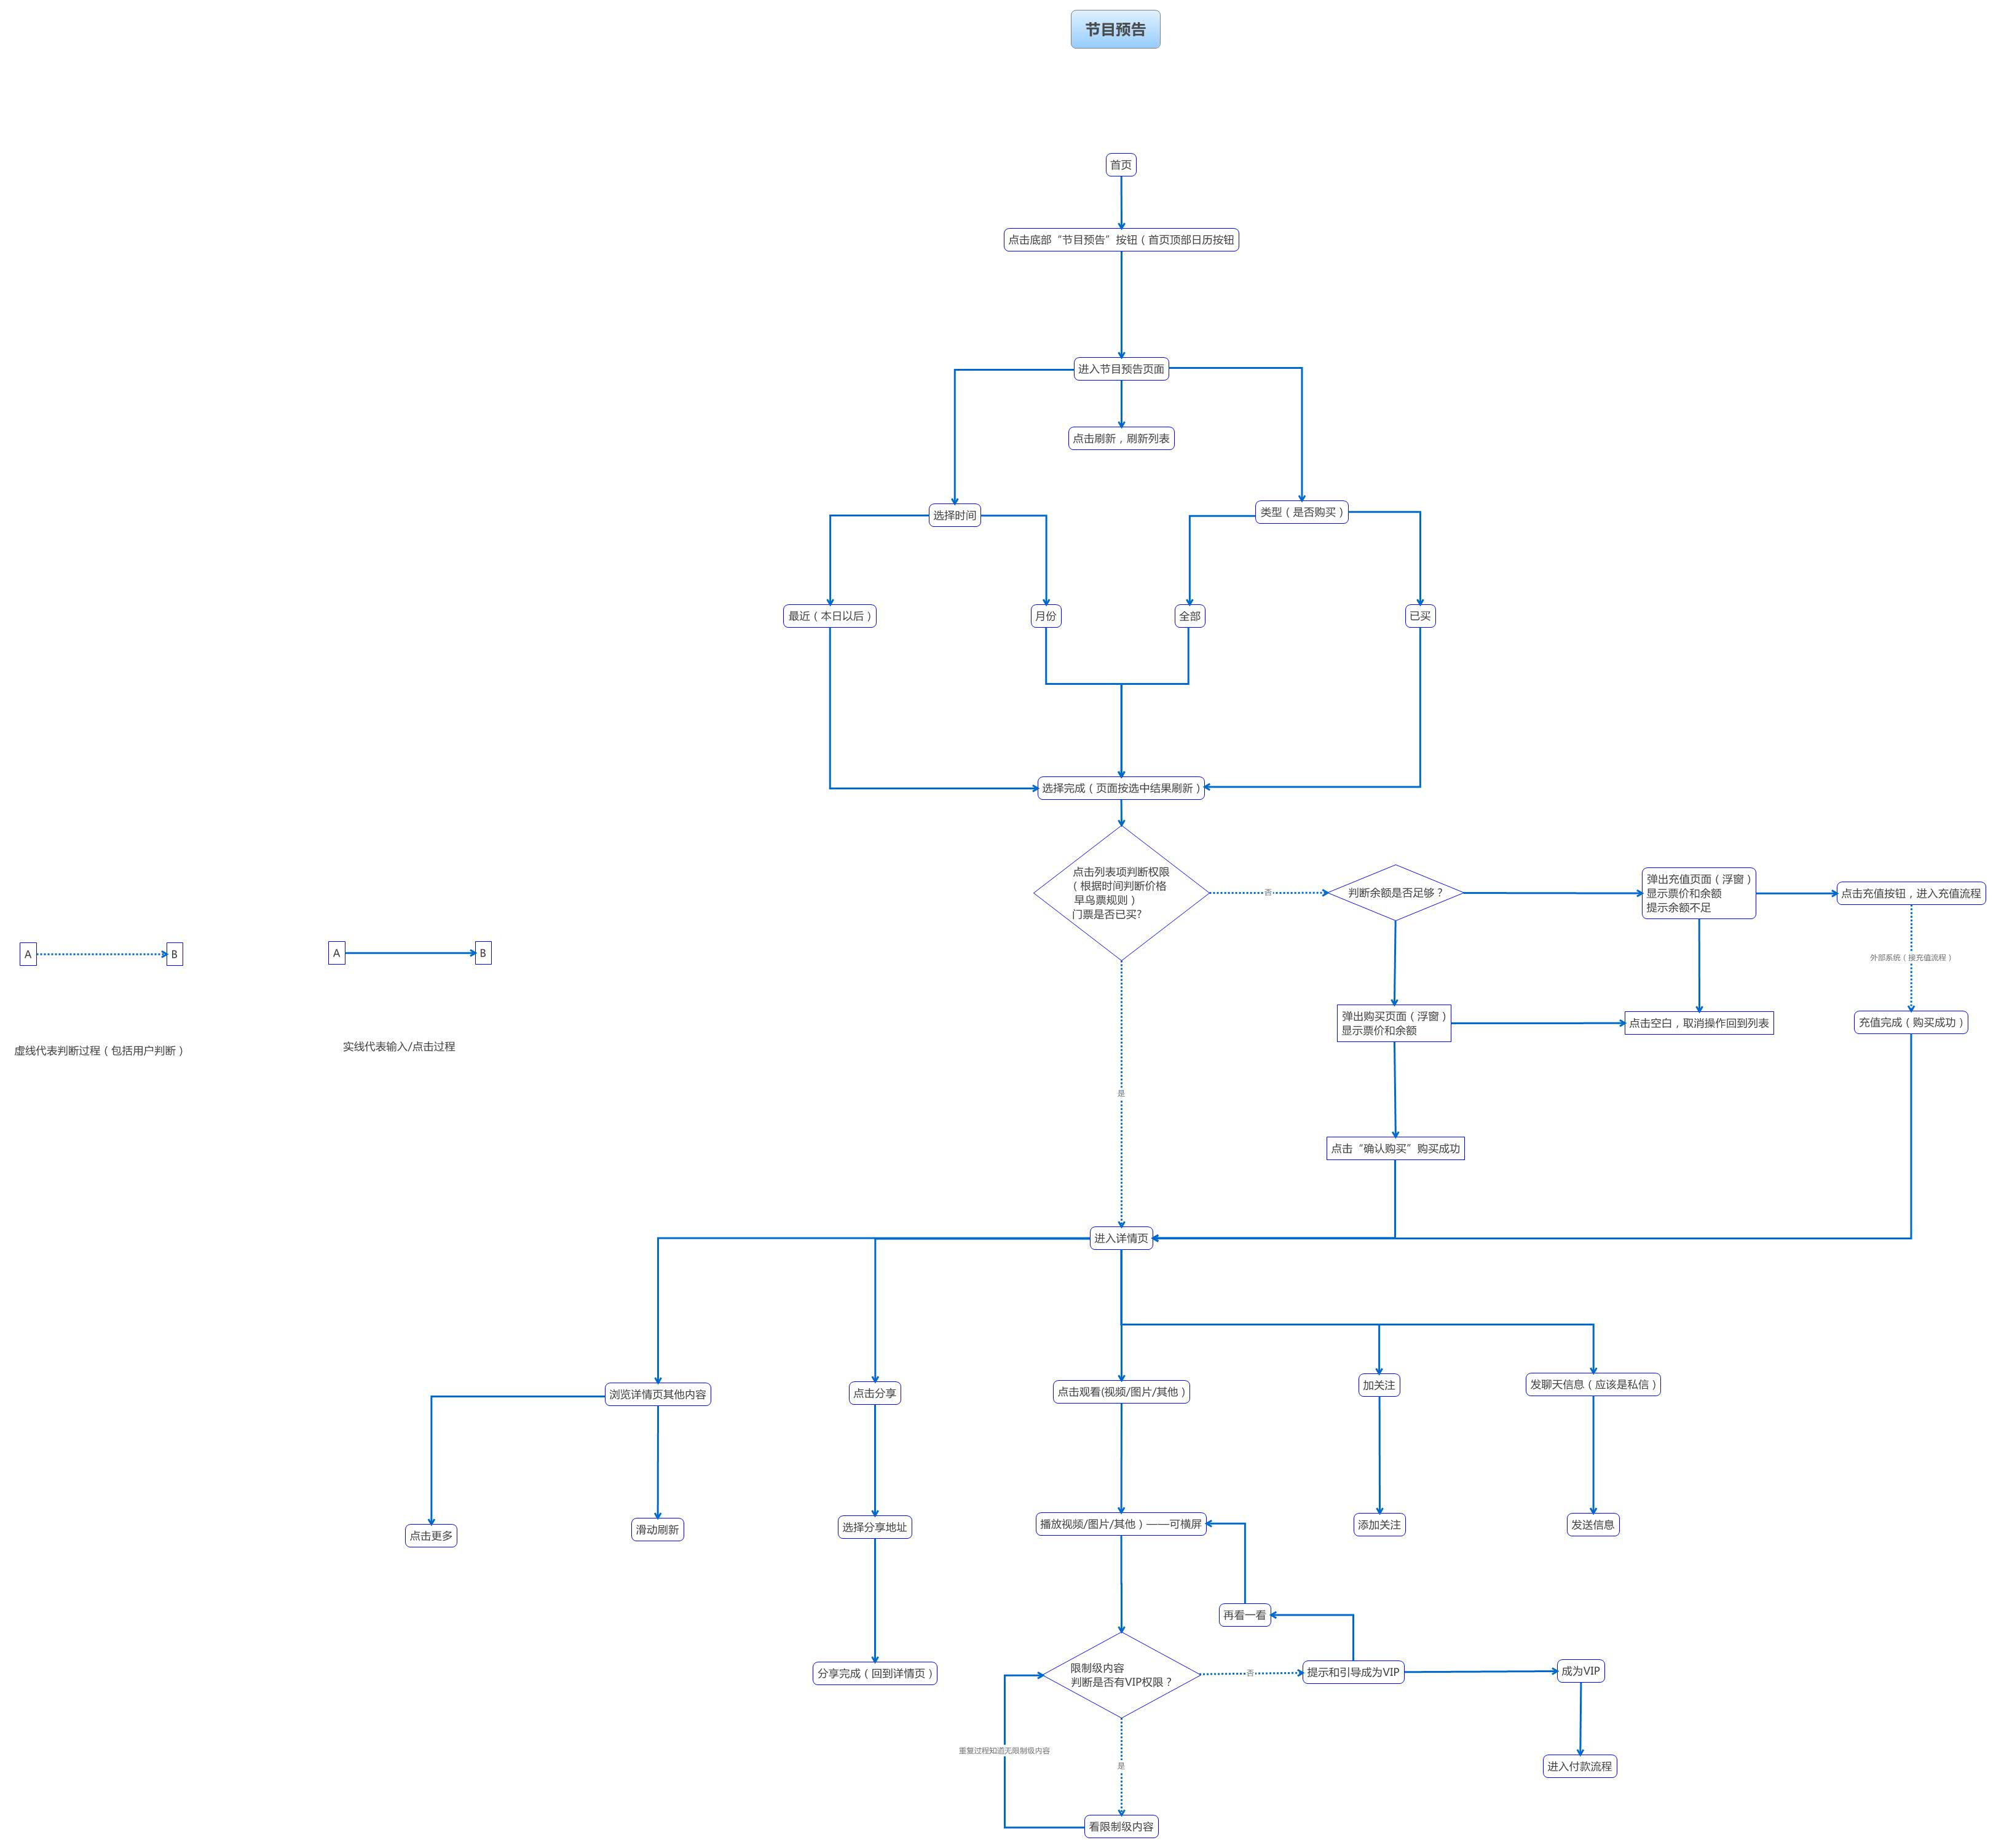 节目预告
首页
点击底部“节目预告”按钮（首页顶部日历按钮
进入节目预告页面
点击刷新，刷新列表
选择时间
类型（是否购买）
最近（本日以后）
月份
全部
已买
选择完成（页面按选中结果刷新）
点击列表项判断权限
（根据时间判断价格
早鸟票规则）
门票是否已买?
否
判断余额是否足够？
弹出充值页面（浮窗）
显示票价和余额
提示余额不足
点击充值按钮，进入充值流程
A
B
A
B
外部系统（接充值流程）
弹出购买页面（浮窗）
显示票价和余额
点击空白，取消操作回到列表
充值完成（购买成功）
虚线代表判断过程（包括用户判断）
实线代表输入/点击过程
是
点击“确认购买”购买成功
进入详情页
浏览详情页其他内容
点击分享
点击观看(视频/图片/其他）
加关注
发聊天信息（应该是私信）
点击更多
滑动刷新
选择分享地址
播放视频/图片/其他）——可横屏
添加关注
发送信息
再看一看
分享完成（回到详情页）
限制级内容
判断是否有VIP权限？
否
提示和引导成为VIP
成为VIP
重复过程知道无限制级内容
是
进入付款流程
看限制级内容